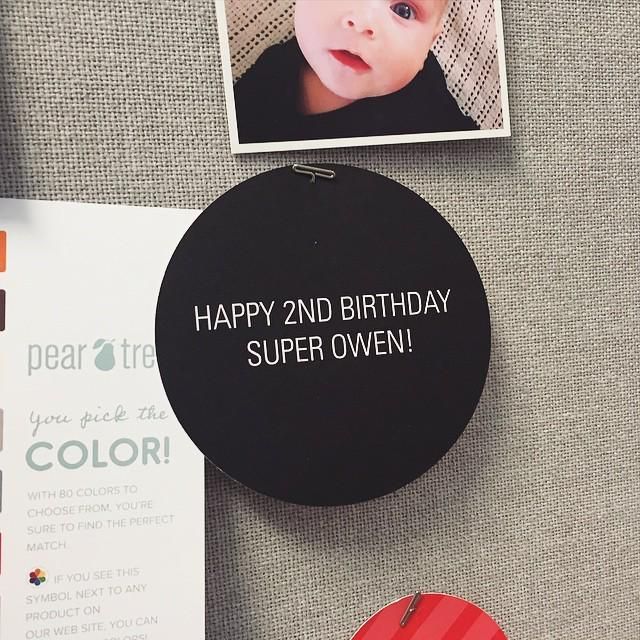 HAPPY 2ND BIRTHDAY
SUPER OWEN!
pear tre
you pick the
COLOR!
WITH 80 COLORS TO
CHOOSE FROM, YOU'RE
SURE TO FIND THE PERFECT
MATCH.
IF YOU SEE THIS
SYMBOL NEXT TO ANY
PRODUCT ON
OUR WEB SITE, YOU CAN
COLORS!